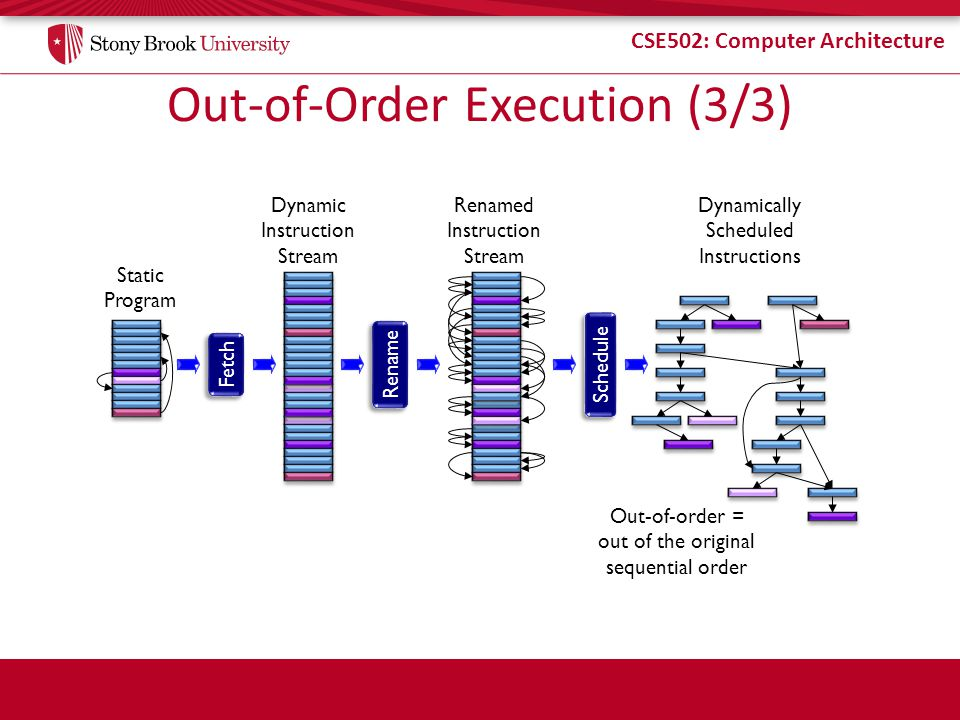 Stony Brook University
CSE502: Computer Architecture
Out-of-Order Execution (3/3)
Static
Program
Fetch
Dynamic
Instruction
Stream
Rename
Renamed
Instruction
Stream
Schedule
Dynamically
Scheduled
Instructions
Out-of-order =
out of the original
sequential order